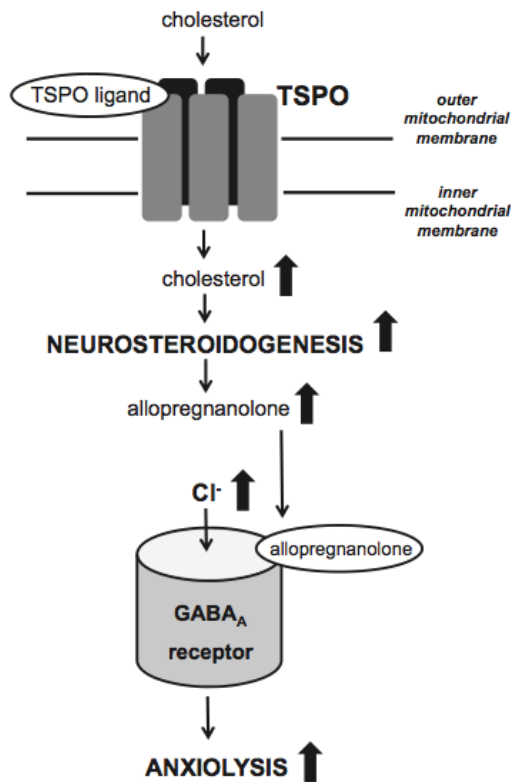 cholesterol
TSPO ligand
TSPO
outer
mitochondrial
membrane
inner
mitochondrial
membrane
cholesterol
NEUROSTEROIDOGENESIS
allopregnanolone
Cl-
allopregnanolone
GABAA
receptor
ANXIOLYSIS